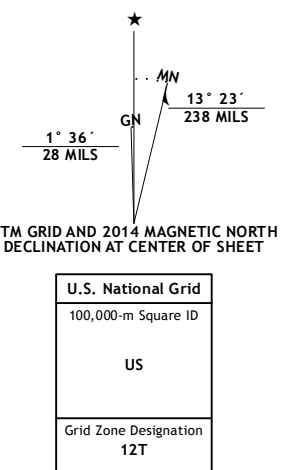 MN
GN
13° 23´
238 MILS
1° 36´
28 MILS
TM GRID AND 2014 MAGNETIC NORTH
DECLINATION AT CENTER OF SHEET
U.S. National Grid
100,000-m Square ID
US
Grid Zone Designation
12T